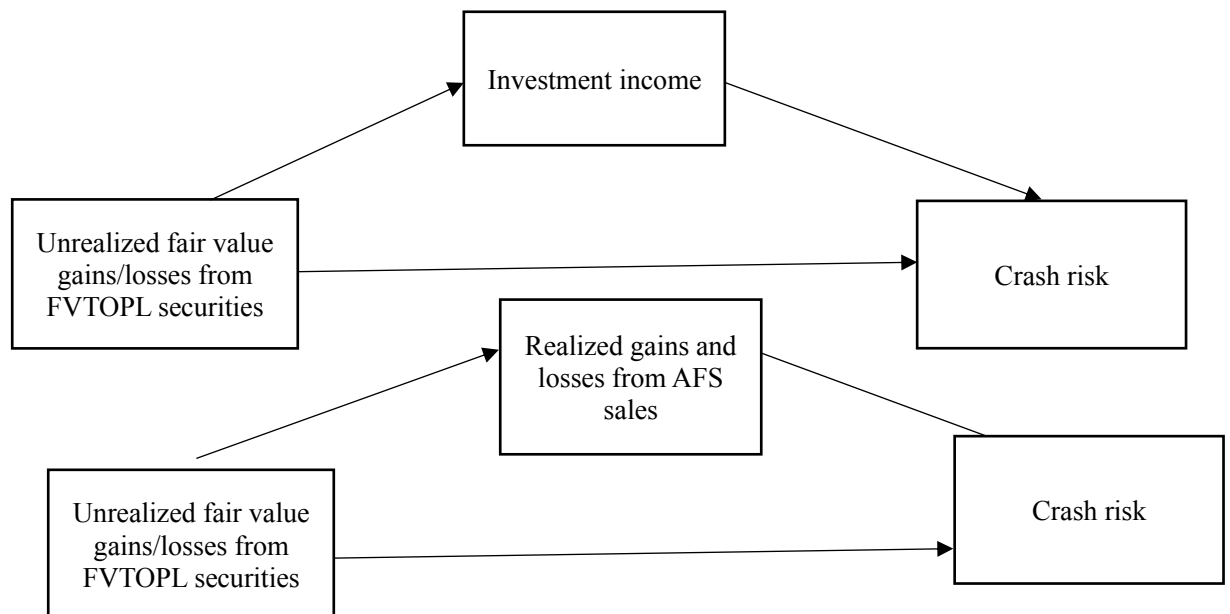 Investment income
Unrealized fair value
gains/losses from
FVTOPL securities
Crash risk
Realized gains and
losses from AFS
sales
Unrealized fair value
gains/losses from
FVTOPL securities
Crash risk